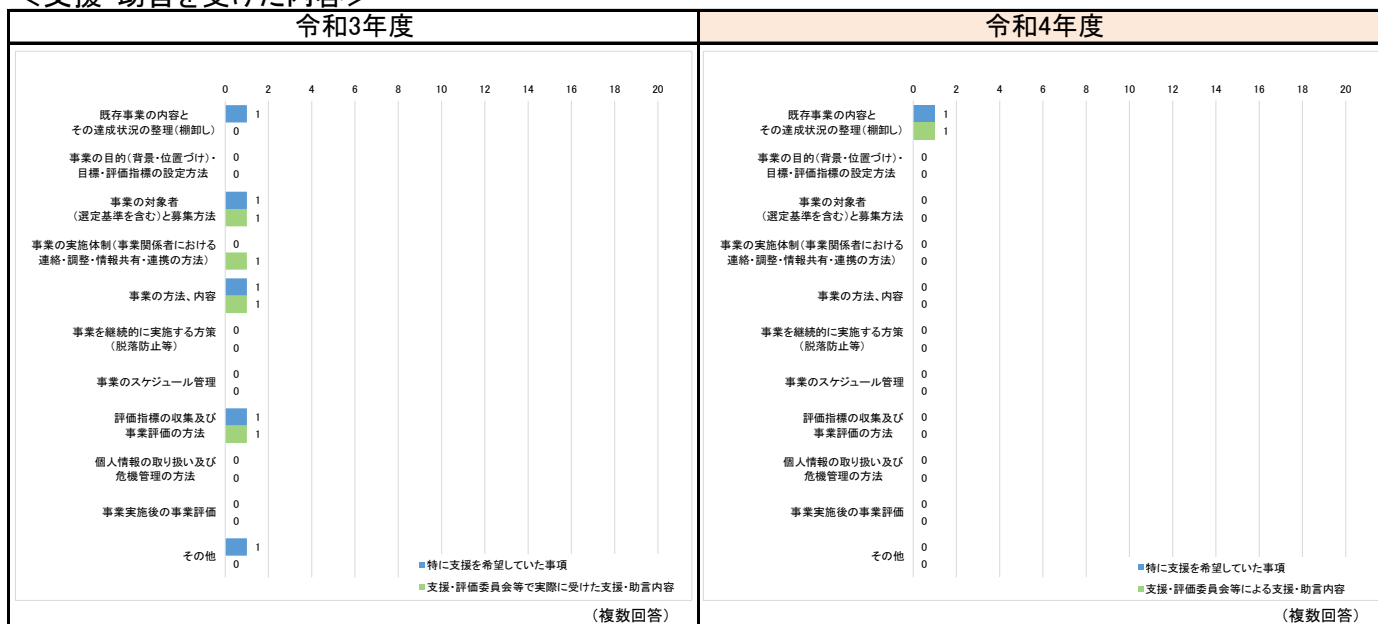 ＜支援・助言を受けた内容＞
令和3年度
0 2 4 6 8 10 12 14 16 18 20
既存事業の内容と
その達成状況の整理（棚卸し）
1
0
事業の目的（背景・位置づけ）・
目標・評価指標の設定方法
0
0
事業の対象者
（選定基準を含む）と募集方法
1
1
事業の実施体制（事業関係者における
連絡・調整・情報共有・連携の方法）
0
1
事業の方法、内容
1
1
事業を継続的に実施する方策
（脱落防止等）
0
0
事業のスケジュール管理
0
0
評価指標の収集及び
事業評価の方法
1
1
個人情報の取り扱い及び
危機管理の方法
0
0
事業実施後の事業評価
0
0
その他
1
0
■特に支援を希望していた事項
■支援・評価委員会等で実際に受けた支援・助言内容
（複数回答）
令和4年度
0 2 4 6 8 10 12 14 16 18 20
既存事業の内容と
その達成状況の整理（棚卸し）
1
1
事業の目的（背景・位置づけ）・
目標・評価指標の設定方法
0
0
事業の対象者
（選定基準を含む）と募集方法
0
0
事業の実施体制（事業関係者における
連絡・調整・情報共有・連携の方法）
0
0
事業の方法、内容
0
0
事業を継続的に実施する方策
（脱落防止等）
0
0
事業のスケジュール管理
0
0
評価指標の収集及び
事業評価の方法
0
0
個人情報の取り扱い及び
危機管理の方法
0
0
事業実施後の事業評価
0
0
その他
0
0
■特に支援を希望していた事項
■支援・評価委員会等による支援・助言内容
（複数回答）